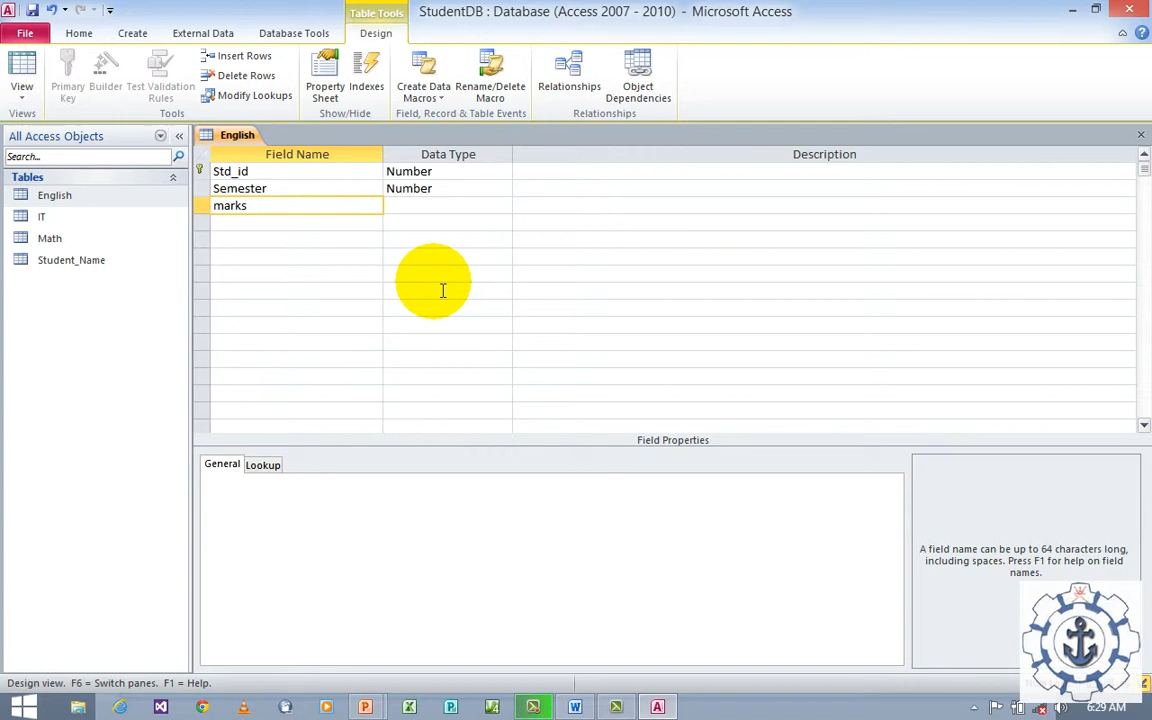 StudentDB : Database (Access 2007 - 2010) - Microsoft Access
Table Tools
File Home Create External Data Database Tools Design
View
Primary Key
Builder
Test Validation Rules
Insert Rows
Delete Rows
Modify Lookups
Property Sheet
Indexes
Create Data Macros
Rename/Delete Macro
Relationships
Object Dependencies
Views Tools Show/Hide Field, Record & Table Events Relationships
All Access Objects
Search...
Tables
English
IT
Math
Student_Name
English
Field Name Data Type Description
Std_id Number
Semester Number
marks
Field Properties
General Lookup
A field name can be up to 64 characters long,
including spaces. Press F1 for help on field
names.
Design view. F6 = Switch panes. F1 = Help.
6:29 AM